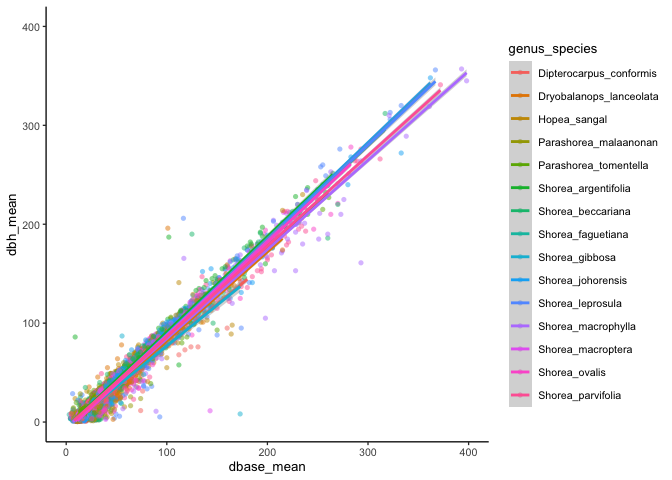 400
300
200
100
0
dbh_mean
0 100 200 300 400
dbase_mean
genus_species
Dipterocarpus_conformis
Dryobalanops_lanceolata
Hopea_sangal
Parashorea_malaanonan
Parashorea_tomentella
Shorea_argentifolia
Shorea_beccariana
Shorea_faguetiana
Shorea_gibbosa
Shorea_johorensis
Shorea_leprosula
Shorea_macrophylla
Shorea_macroptera
Shorea_ovalis
Shorea_parvifolia